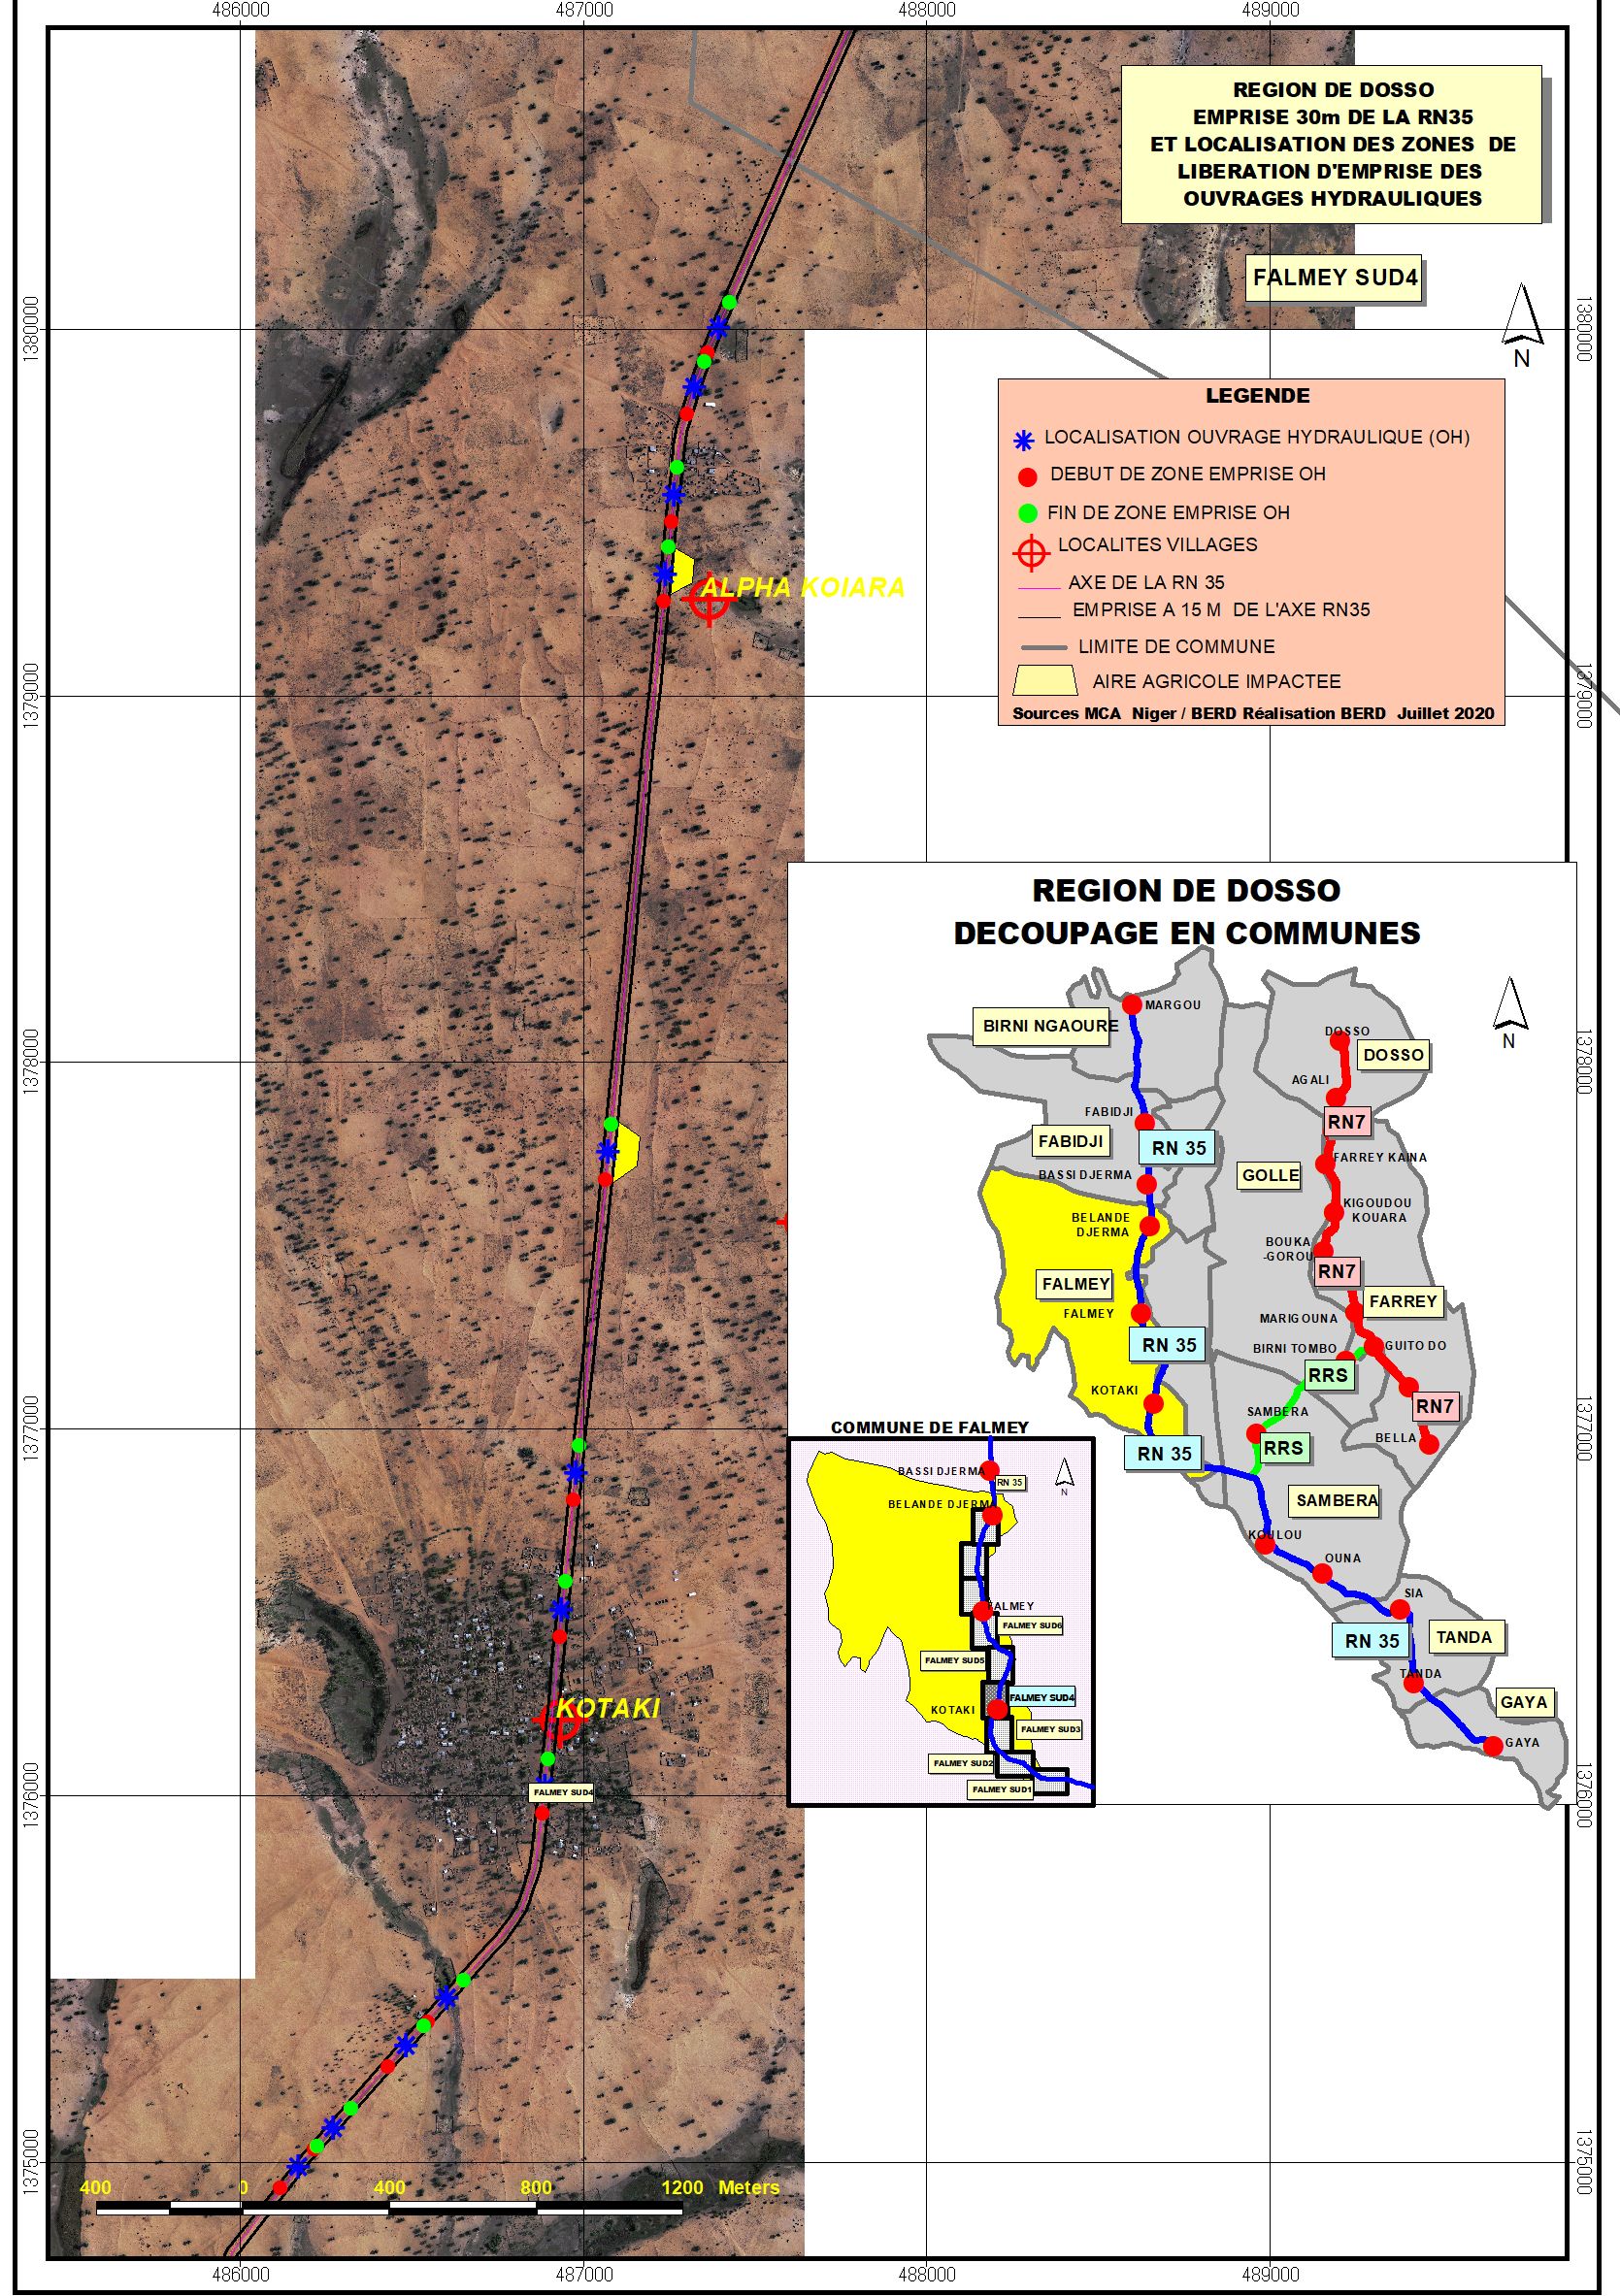 486000
487000
488000
489000
REGION DE DOSSO
EMPRISE 30m DE LA RN35
ET LOCALISATION DES ZONES DE
LIBERATION D'EMPRISE DES
OUVRAGES HYDRAULIQUES
FALMEY SUD4
N
1380000
1380000
LEGENDE
LOCALISATION OUVRAGE HYDRAULIQUE (OH)
DEBUT DE ZONE EMPRISE OH
FIN DE ZONE EMPRISE OH
LOCALITES VILLAGES
AXE DE LA RN 35
EMPRISE A 15 M DE L'AXE RN35
LIMITE DE COMMUNE
AIRE AGRICOLE IMPACTEE
Sources MCA Niger / BERD Réalisation BERD Juillet 2020
ALPHA KOIARA
1379000
1379000
REGION DE DOSSO
DECOUPAGE EN COMMUNES
MARGOU
BIRNI NGAOURE
N
DOSSO
DOSSO
1378000
1378000
AGALI
FABIDJI
RN7
FABIDJI
RN 35
FARREY KAINA
BASSI DJERMA
GOLLE
KIGOUDOU
KOUARA
BELANDE
DJERMA
BOUKA
-GOROU
RN7
FALMEY
FARREY
FALMEY
MARIGOUNA
RN 35
BIRNI TOMBO
GUITO DO
RRS
KOTAKI
RN7
SAMBERA
BELLA
RRS
RN 35
1377000
1377000
SAMBERA
KOULOU
OUNA
SIA
RN 35
TANDA
TANDA
GAYA
GAYA
COMMUNE DE FALMEY
BASSI DJERMA
RN 35
N
BELANDE DJERM
FALMEY
FALMEY SUD6
FALMEY SUD5
FALMEY SUD4
KOTAKI
FALMEY SUD3
FALMEY SUD2
FALMEY SUD1
KOTAKI
FALMEY SUD4
1376000
1376000
1375000
1375000
400 0 400 800 1200 Meters
486000
487000
488000
489000